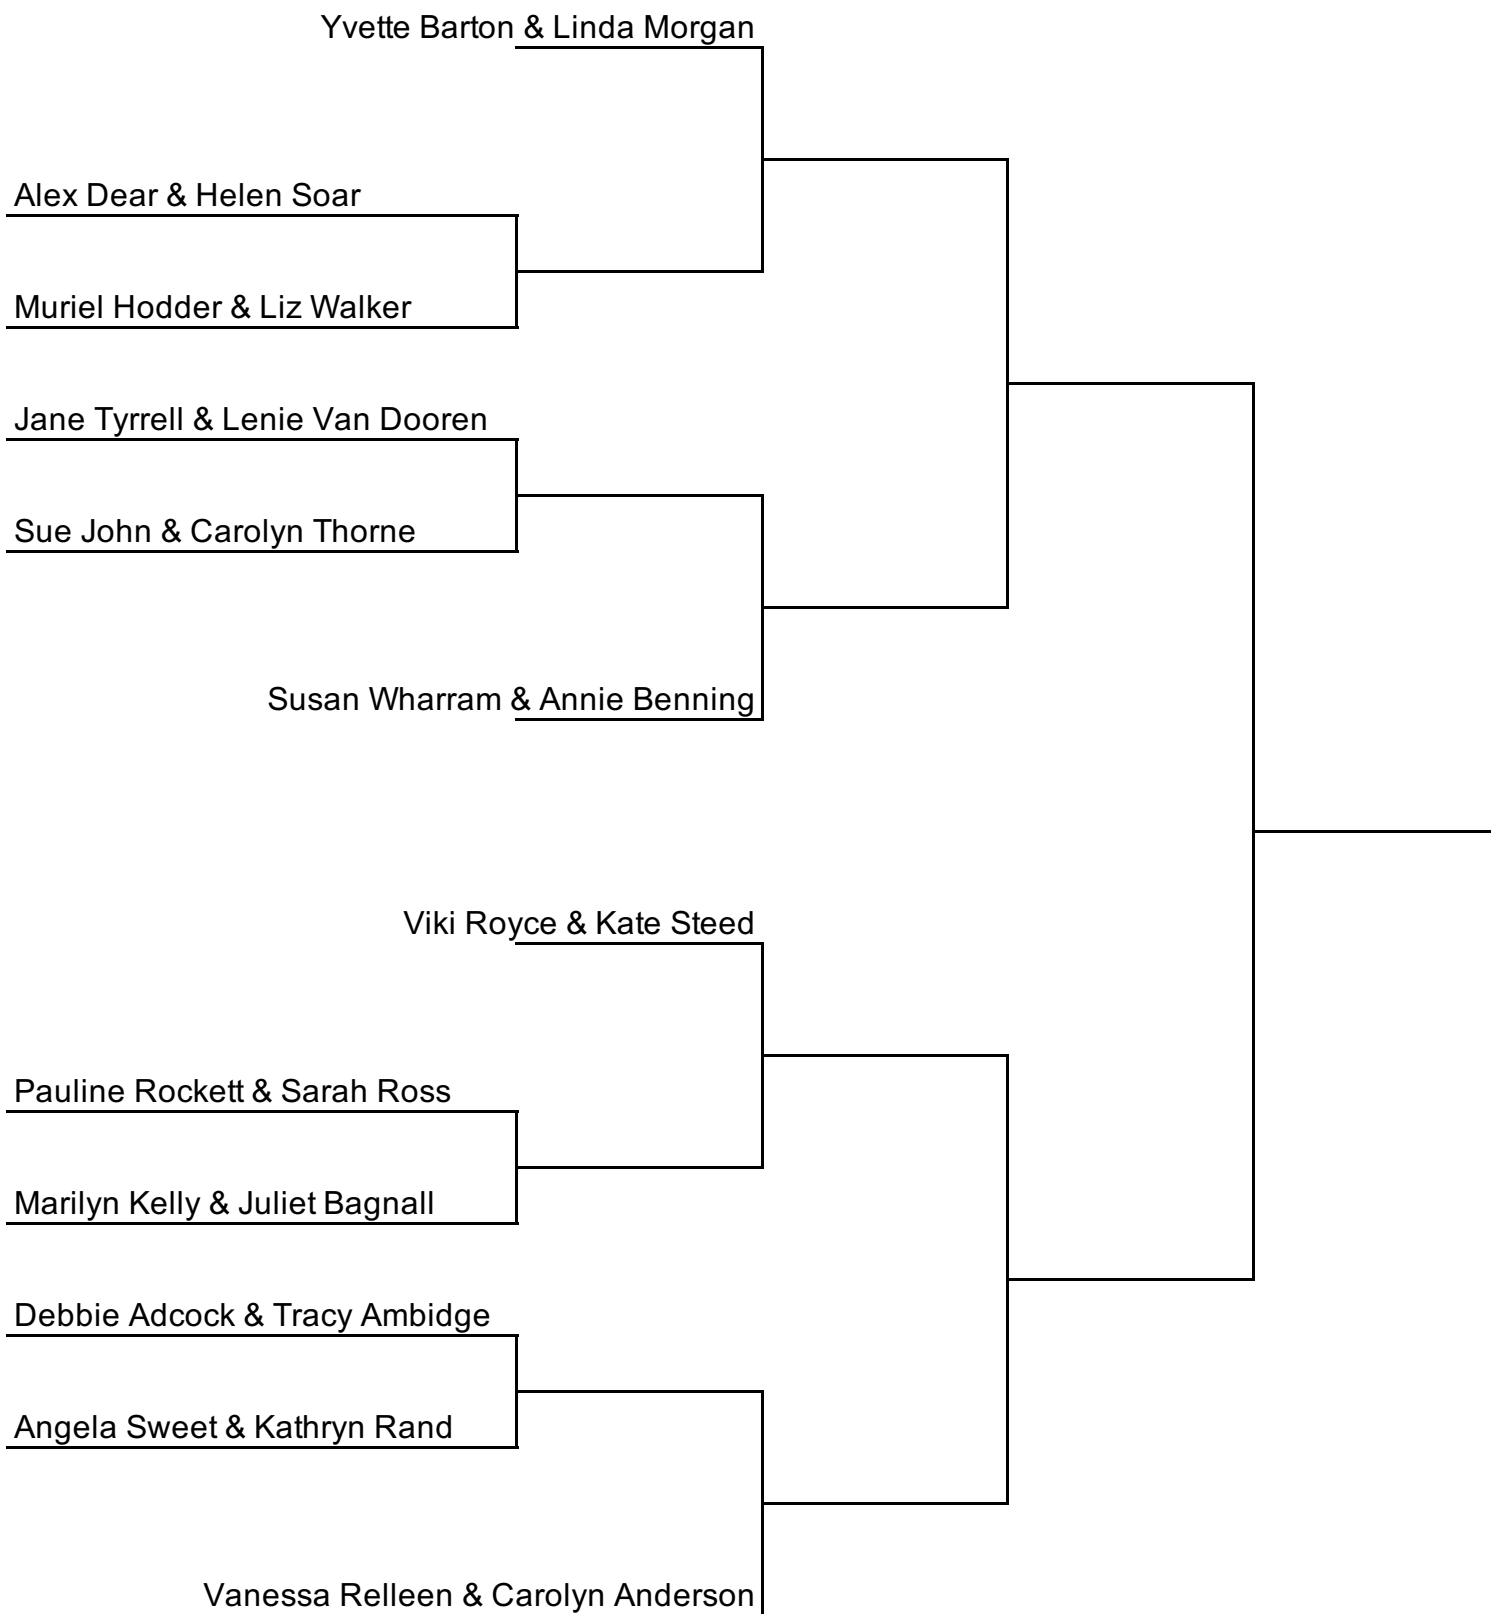 Yvette Barton & Linda Morgan
Alex Dear & Helen Soar
Muriel Hodder & Liz Walker
Jane Tyrrell & Lenie Van Dooren
Sue John & Carolyn Thorne
Susan Wharram & Annie Benning
Viki Royce & Kate Steed
Pauline Rockett & Sarah Ross
Marilyn Kelly & Juliet Bagnall
Debbie Adcock & Tracy Ambidge
Angela Sweet & Kathryn Rand
Vanessa Relleen & Carolyn Anderson